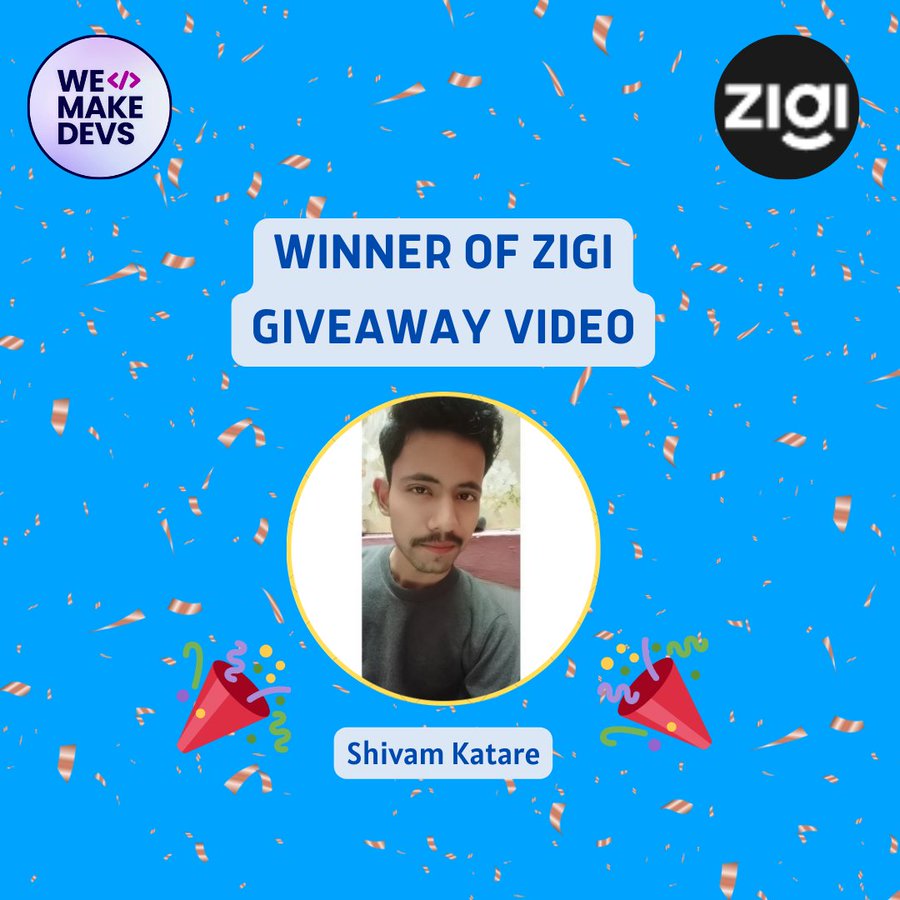 WE</>
MAKE
DEVS
ZIGI
WINNER OF ZIGI
GIVEAWAY VIDEO
Shivam Katare